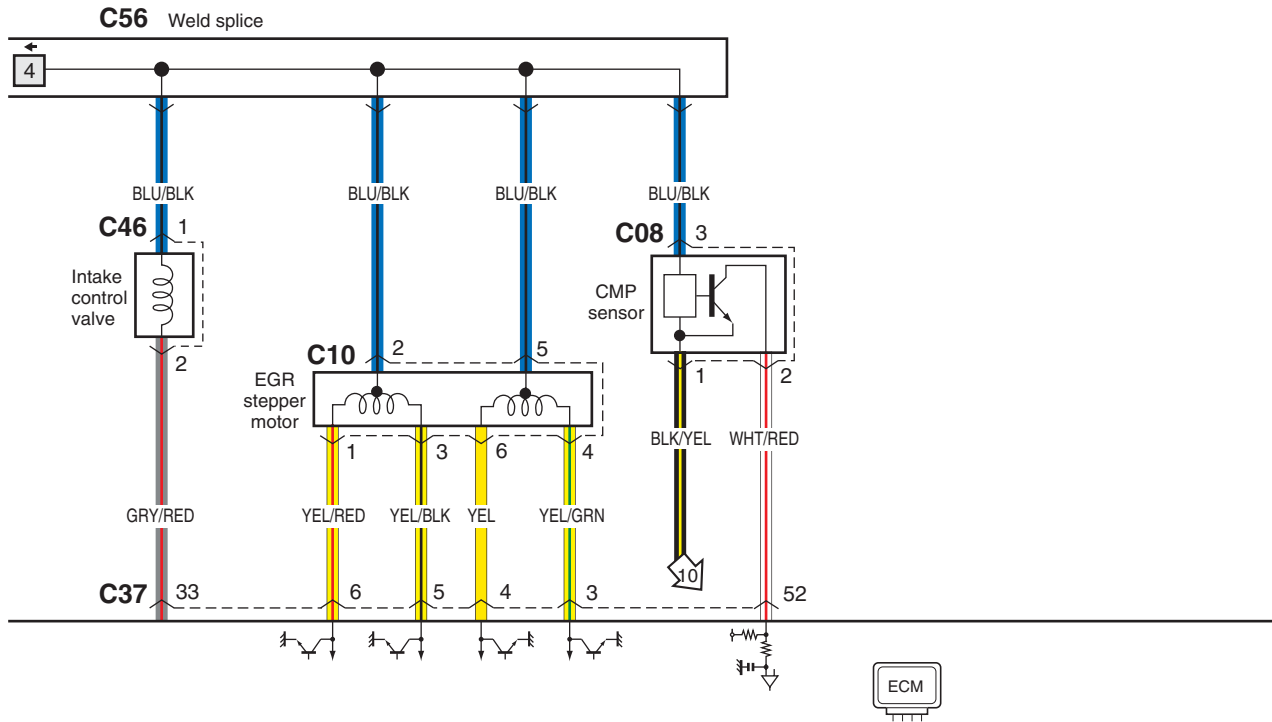 C56 Weld splice
4
BLU/BLK BLU/BLK BLU/BLK BLU/BLK
C46 1
C08 3
Intake
control
valve
CMP
sensor
2
C10 2 5
1 2
EGR
stepper
motor
BLK/YEL WHT/RED
1 3 6 4
GRY/RED YEL/RED YEL/BLK YEL YEL/GRN
10
C37 33 6 5 4 3 52
ECM